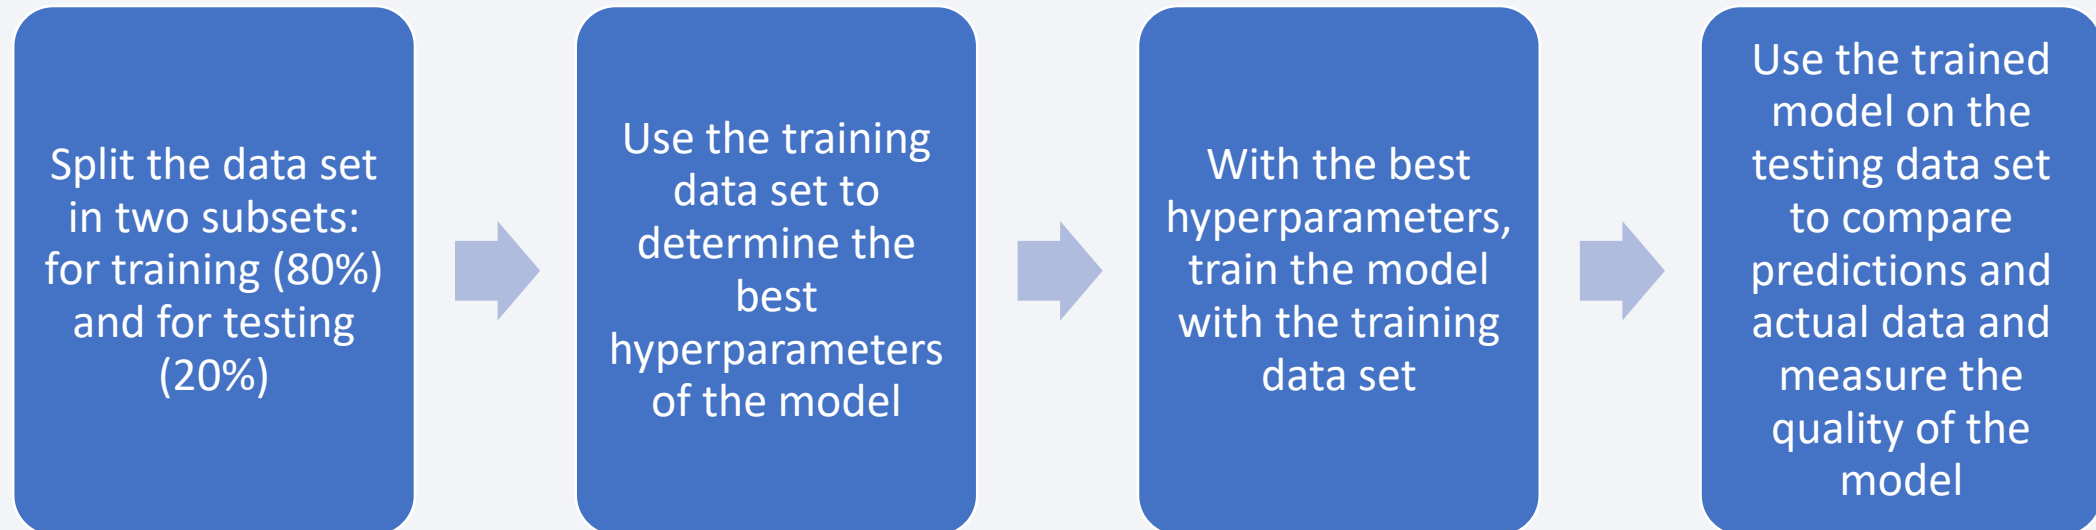 Split the data set
in two subsets:
for training (80%)
and for testing
(20%)
Use the training
data set to
determine the
best
hyperparameters
of the model
With the best
hyperparameters,
train the model
with the training
data set
Use the trained
model on the
testing data set
to compare
predictions and
actual data and
measure the
quality of the
model